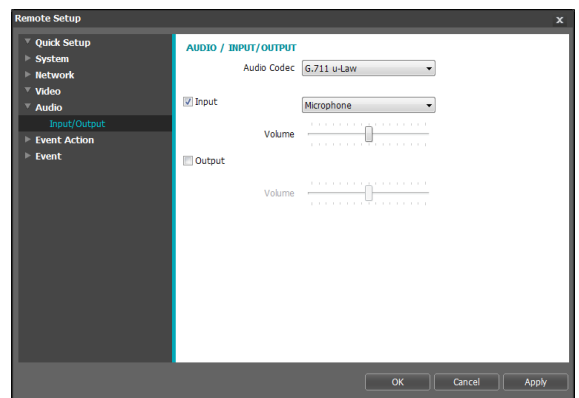 Remote Setup
x
Quick Setup
System
Network
Video
Audio
Input/Output
Event Action
Event
AUDIO / INPUT/OUTPUT
Audio Codec G.711 u-Law
Input Microphone
Volume
Output
Volume
OK Cancel Apply